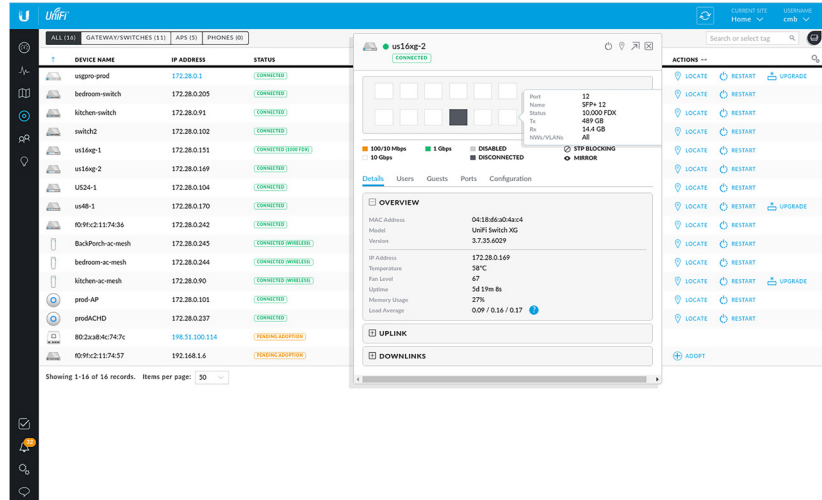 U UniFi CURRENT SITE USERNAME
Home cmb
ALL (16) GATEWAY/SWITCHES (11) APS (5) PHONES (0) Search or select tag
DEVICE NAME IP ADDRESS STATUS ACTIONS
usgpro-prod 172.28.0.1 CONNECTED LOCATE RESTART UPGRADE
bedroom-switch 172.28.0.205 CONNECTED LOCATE RESTART
kitchen-switch 172.28.0.91 CONNECTED LOCATE RESTART
switch2 172.28.0.102 CONNECTED LOCATE RESTART
us16xg-1 172.28.0.151 CONNECTED (1000 FDX) LOCATE RESTART
us16xg-2 172.28.0.169 CONNECTED LOCATE RESTART
US24-1 172.28.0.104 CONNECTED LOCATE RESTART
us48-1 172.28.0.170 CONNECTED LOCATE RESTART UPGRADE
f0:9f:c2:11:74:36 172.28.0.242 CONNECTED LOCATE RESTART
BackPorch-ac-mesh 172.28.0.245 CONNECTED (WIRELESS) LOCATE RESTART
bedroom-ac-mesh 172.28.0.244 CONNECTED (WIRELESS) LOCATE RESTART
kitchen-ac-mesh 172.28.0.90 CONNECTED (WIRELESS) LOCATE RESTART UPGRADE
prod-AP 172.28.0.101 CONNECTED LOCATE RESTART
prodACHD 172.28.0.237 CONNECTED LOCATE RESTART
80:2a:a8:4c:74:7c 198.51.100.114 PENDING ADOPTION
f0:9f:c2:11:74:57 192.168.1.6 PENDING ADOPTION ADOPT
Showing 1-16 of 16 records. Items per page: 50
us16xg-2
CONNECTED
Port 12
Name SFP+ 12
Status 10,000 FDX
Tx 489 GB
Rx 14.4 GB
NWs/VLANs All
100/10 Mbps 1 Gbps DISABLED STP BLOCKING
10 Gbps DISCONNECTED MIRROR
Details Users Guests Ports Configuration
OVERVIEW
MAC Address 04:18:d6:a0:4a:c4
Model UniFi Switch XG
Version 3.7.35.6029
IP Address 172.28.0.169
Temperature 58°C
Fan Level 67
Uptime 5d 19m 8s
Memory Usage 27%
Load Average 0.09 / 0.16 / 0.17 ?
UPLINK
DOWNLINKS